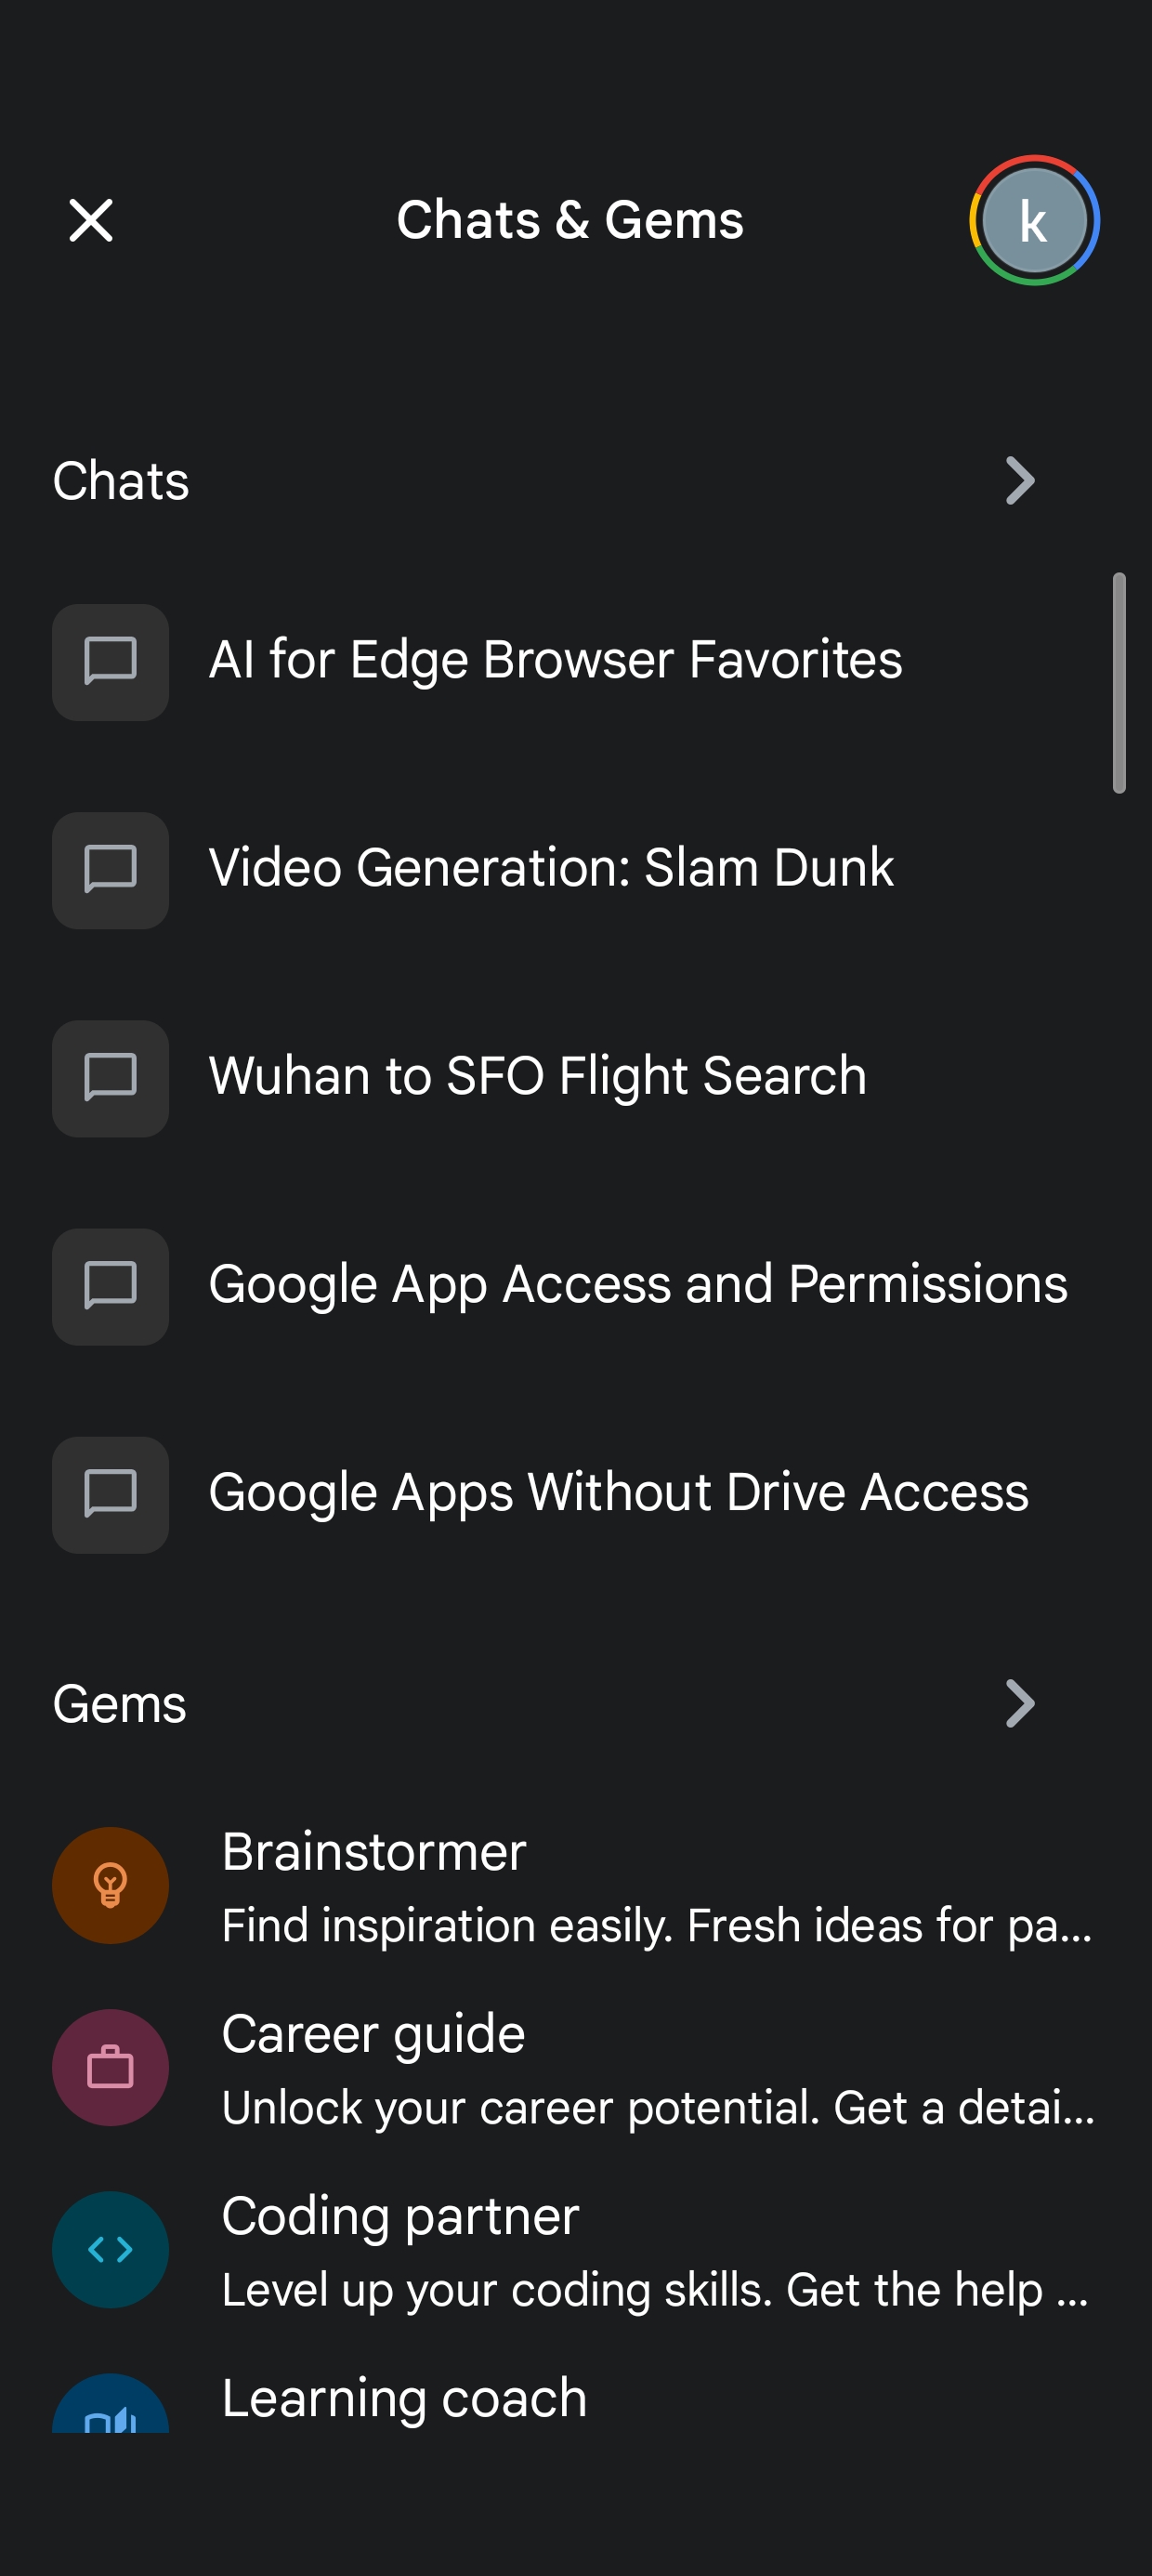 Chats & Gems
k
Chats
AI for Edge Browser Favorites
Video Generation: Slam Dunk
Wuhan to SFO Flight Search
Google App Access and Permissions
Google Apps Without Drive Access
Gems
Brainstormer
Find inspiration easily. Fresh ideas for pa...
Career guide
Unlock your career potential. Get a detai...
Coding partner
Level up your coding skills. Get the help ...
Learning coach